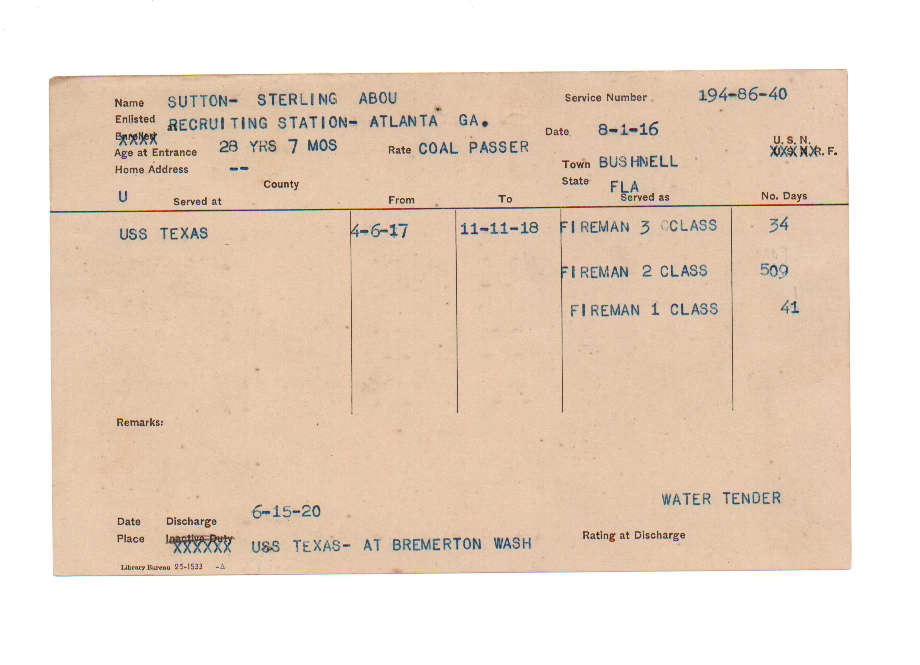 Name SUTTON- STERLING ABOU Service Number 194-86-40
Enlisted RECRUITING STATION- ATLANTA GA. Date 8-1-16
Enrolled XXXX U. S. N.
Age at Entrance 28 YRS 7 MOS Rate COAL PASSER Town BUSHNELL U. S. N. R. F.
Home Address -- State FLA
U County
Served at From To Served as No. Days
USS TEXAS 4-6-17 11-11-18 FIREMAN 3 CCLASS 34
FIREMAN 2 CLASS 509
FIREMAN 1 CLASS 41
Remarks:
WATER TENDER
Date Discharge 6-15-20
Place Inactive Duty XXXXXX USS TEXAS- AT BREMERTON WASH Rating at Discharge
Library Bureau 25-1533 -A